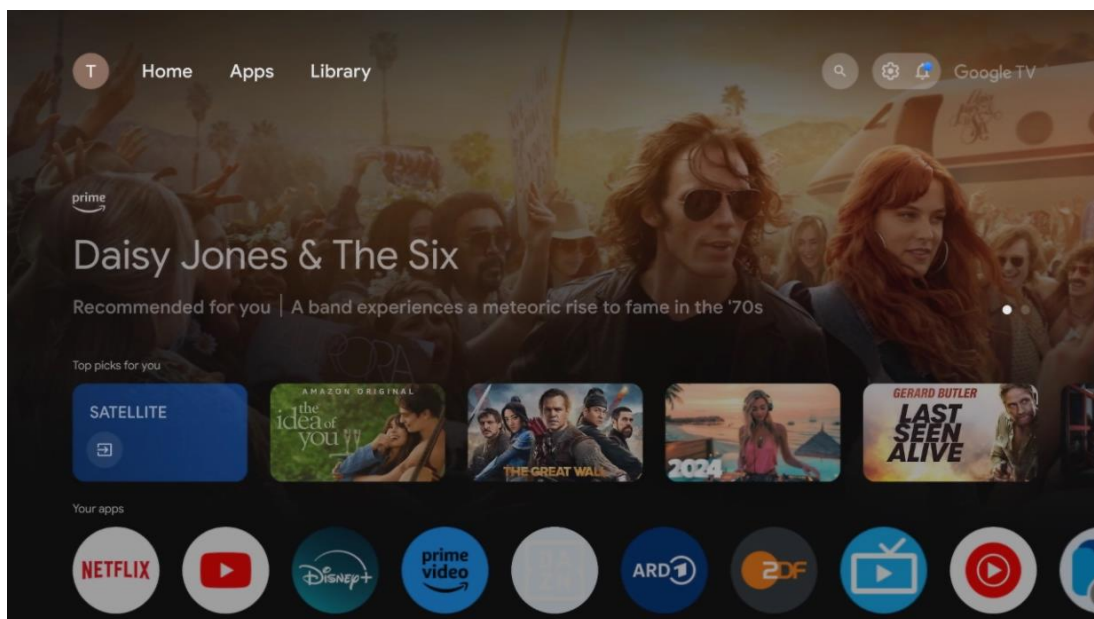 T
Home
Apps
Library
Google TV
prime
Daisy Jones & The Six
Recommended for you | A band experiences a meteoric rise to fame in the '70s
Top picks for you
SATELLITE
AMAZON ORIGINAL
the
idea of
you
THE GREAT WALL
2024
GERARD BUTLER
LAST
SEEN
ALIVE
Your apps
NETFLIX
Disney+
prime
video
ARD 1
ZDF